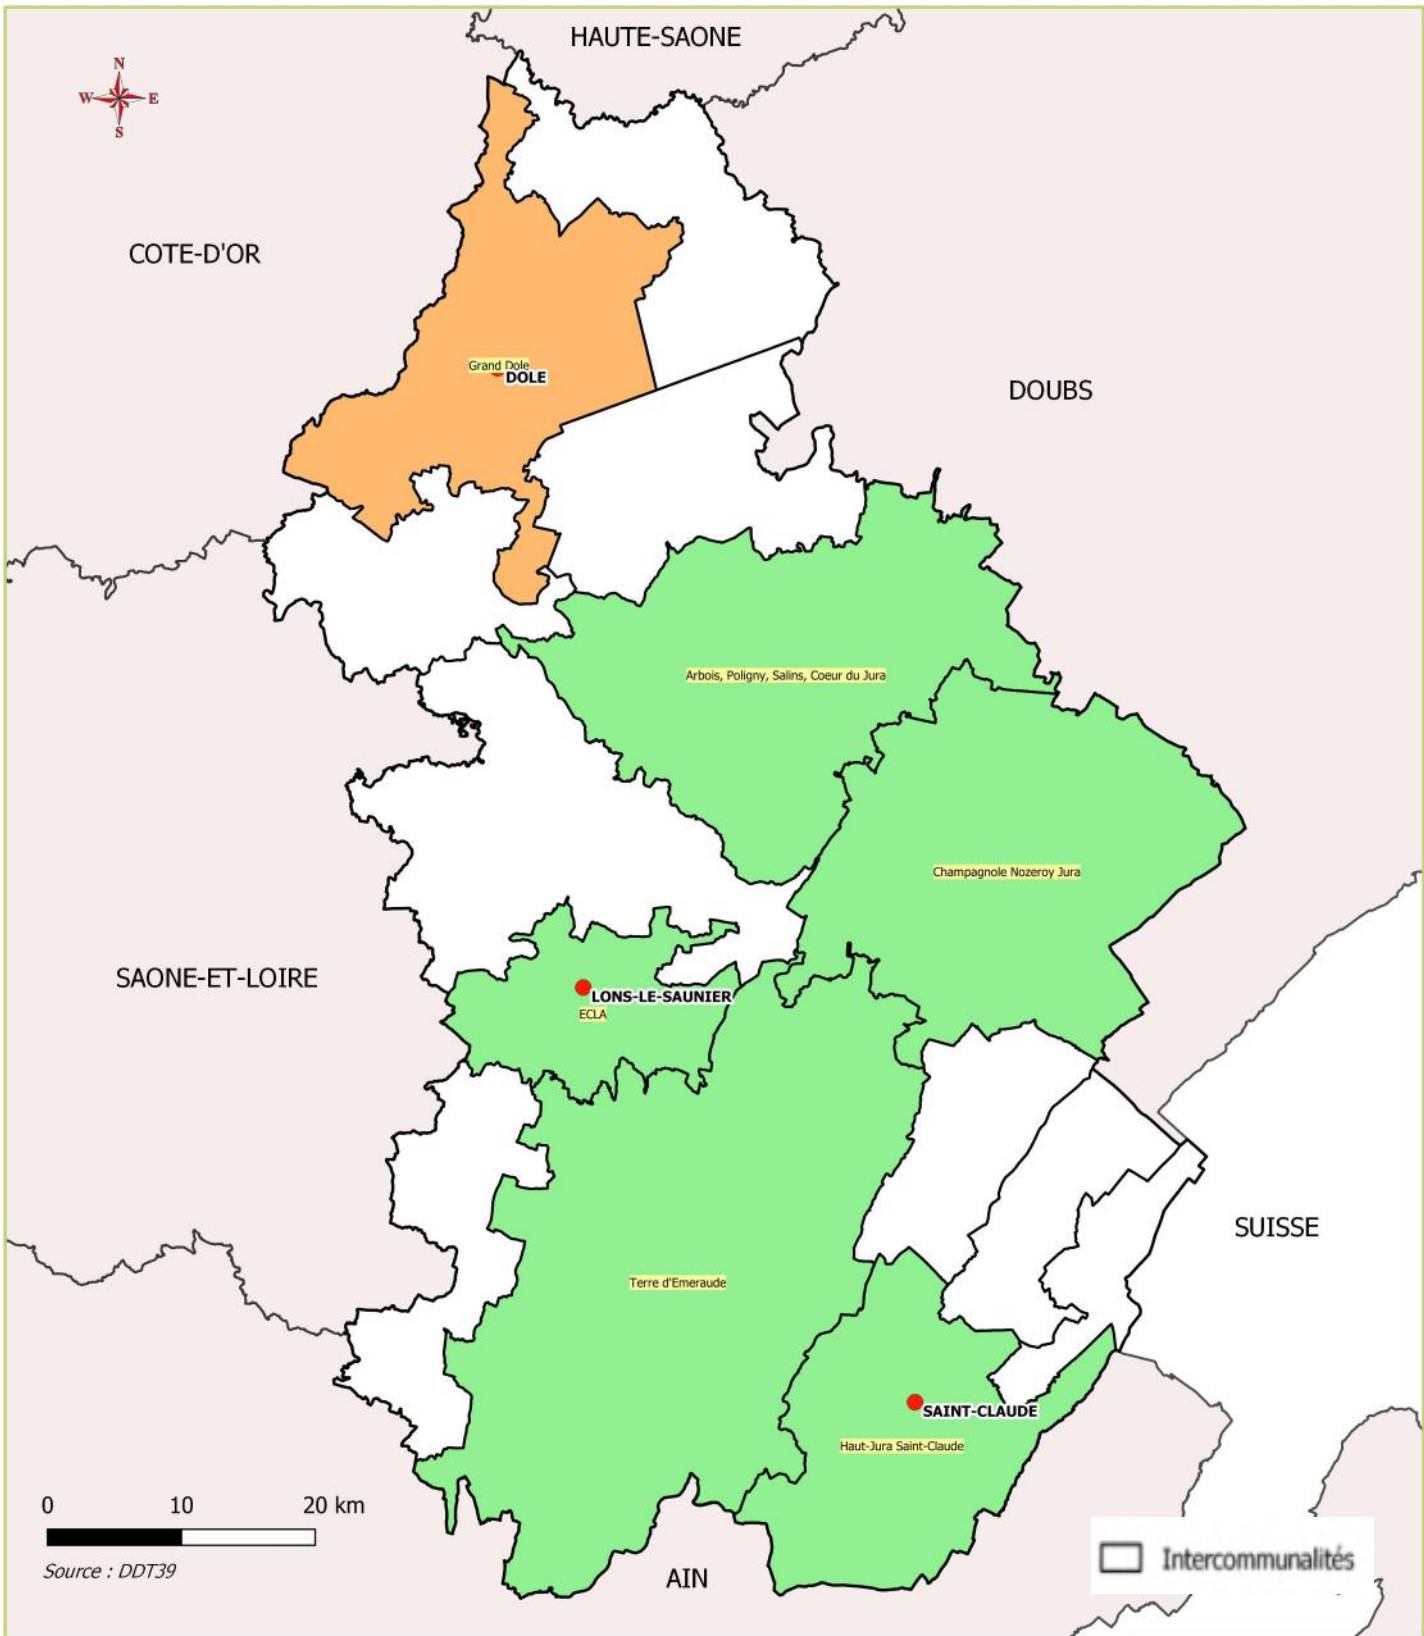 HAUTE-SAONE
N
W E
S
COTE-D'OR
Grand Dole
DOLE
DOUBS
Arbois, Poligny, Salins, Coeur du Jura
Champagnole Nozeroy Jura
SAONE-ET-LOIRE
LONS-LE-SAUNIER
ECLA
SUISSE
Terre d'Emeraude
SAINT-CLAUDE
Haut-Jura Saint-Claude
0 10 20 km
Source : DDT39
AIN
Intercommunalités